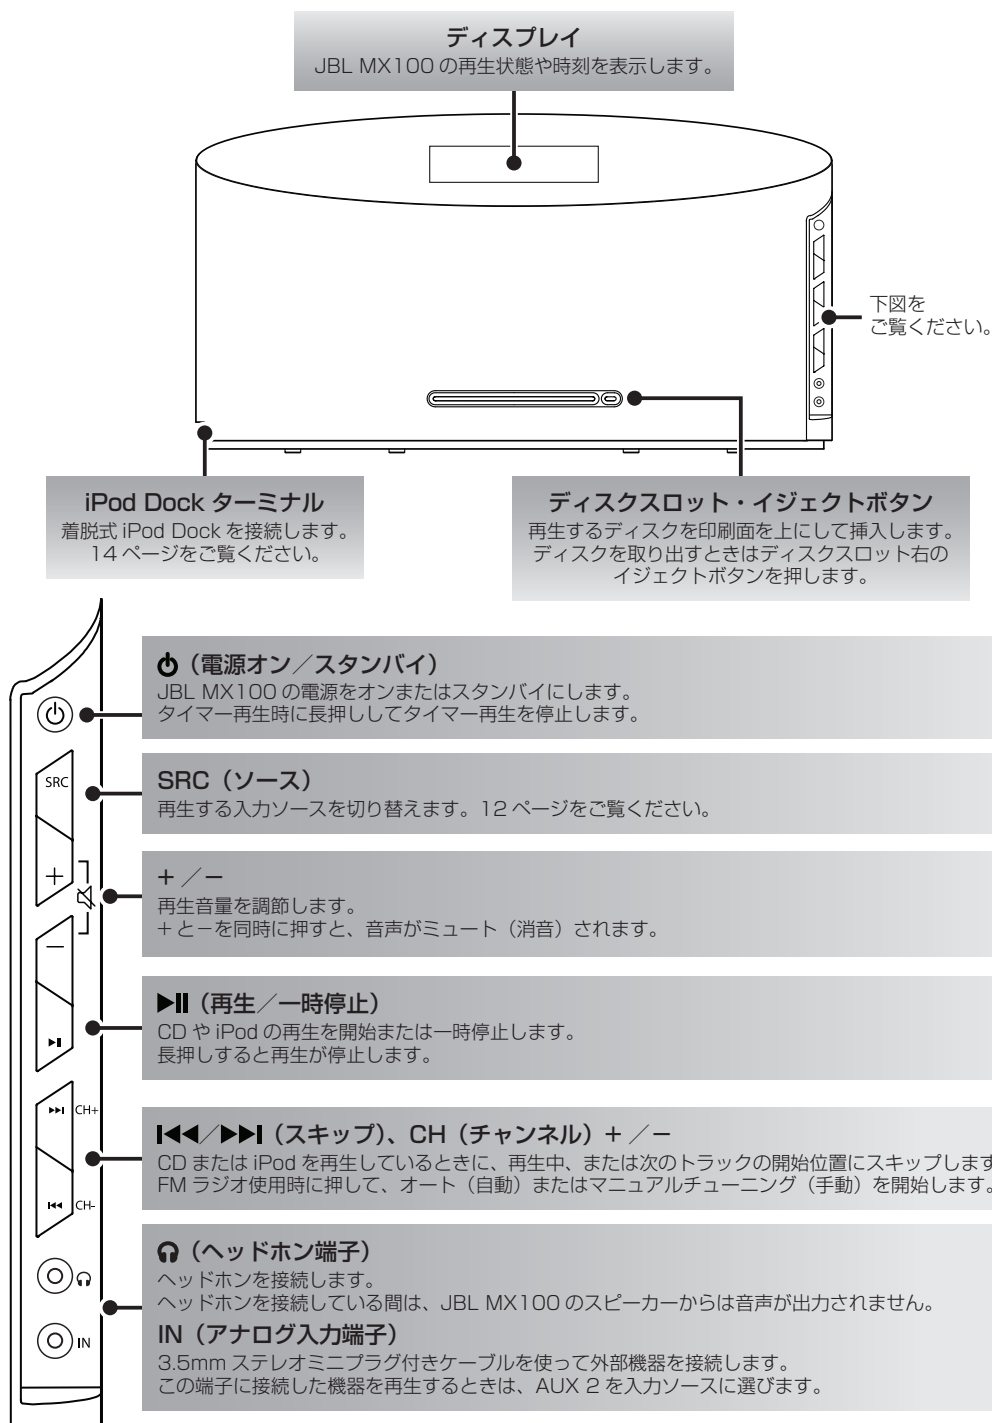 ディスプレイ
JBL MX100 の再生状態や時刻を表示します。
下図を
ご覧ください。
iPod Dock ターミナル
着脱式 iPod Dock を接続します。
14 ページをご覧ください。
ディスクスロット・イジェクトボタン
再生するディスクを印刷面を上にして挿入します。
ディスクを取り出すときはディスクスロット右の
イジェクトボタンを押します。
⏻（電源オン／スタンバイ）
JBL MX100 の電源をオンまたはスタンバイにします。
タイマー再生時に長押ししてタイマー再生を停止します。
SRC
SRC（ソース）
再生する入力ソースを切り替えます。12 ページをご覧ください。
+
−
+ ／−
再生音量を調節します。
+ と−を同時に押すと、音声がミュート（消音）されます。
▶II（再生／一時停止）
CD や iPod の再生を開始または一時停止します。
長押しすると再生が停止します。
▶▶I CH+
I◀◀ CH-
I◀◀／▶▶I（スキップ）、CH（チャンネル）+ ／−
CD または iPod を再生しているときに、再生中、または次のトラックの開始位置にスキップします
FM ラジオ使用時に押して、オート（自動）またはマニュアルチューニング（手動）を開始します。
🎧（ヘッドホン端子）
ヘッドホンを接続します。
ヘッドホンを接続している間は、JBL MX100 のスピーカーからは音声が出力されません。
IN
IN（アナログ入力端子）
3.5mm ステレオミニプラグ付きケーブルを使って外部機器を接続します。
この端子に接続した機器を再生するときは、AUX 2 を入力ソースに選びます。